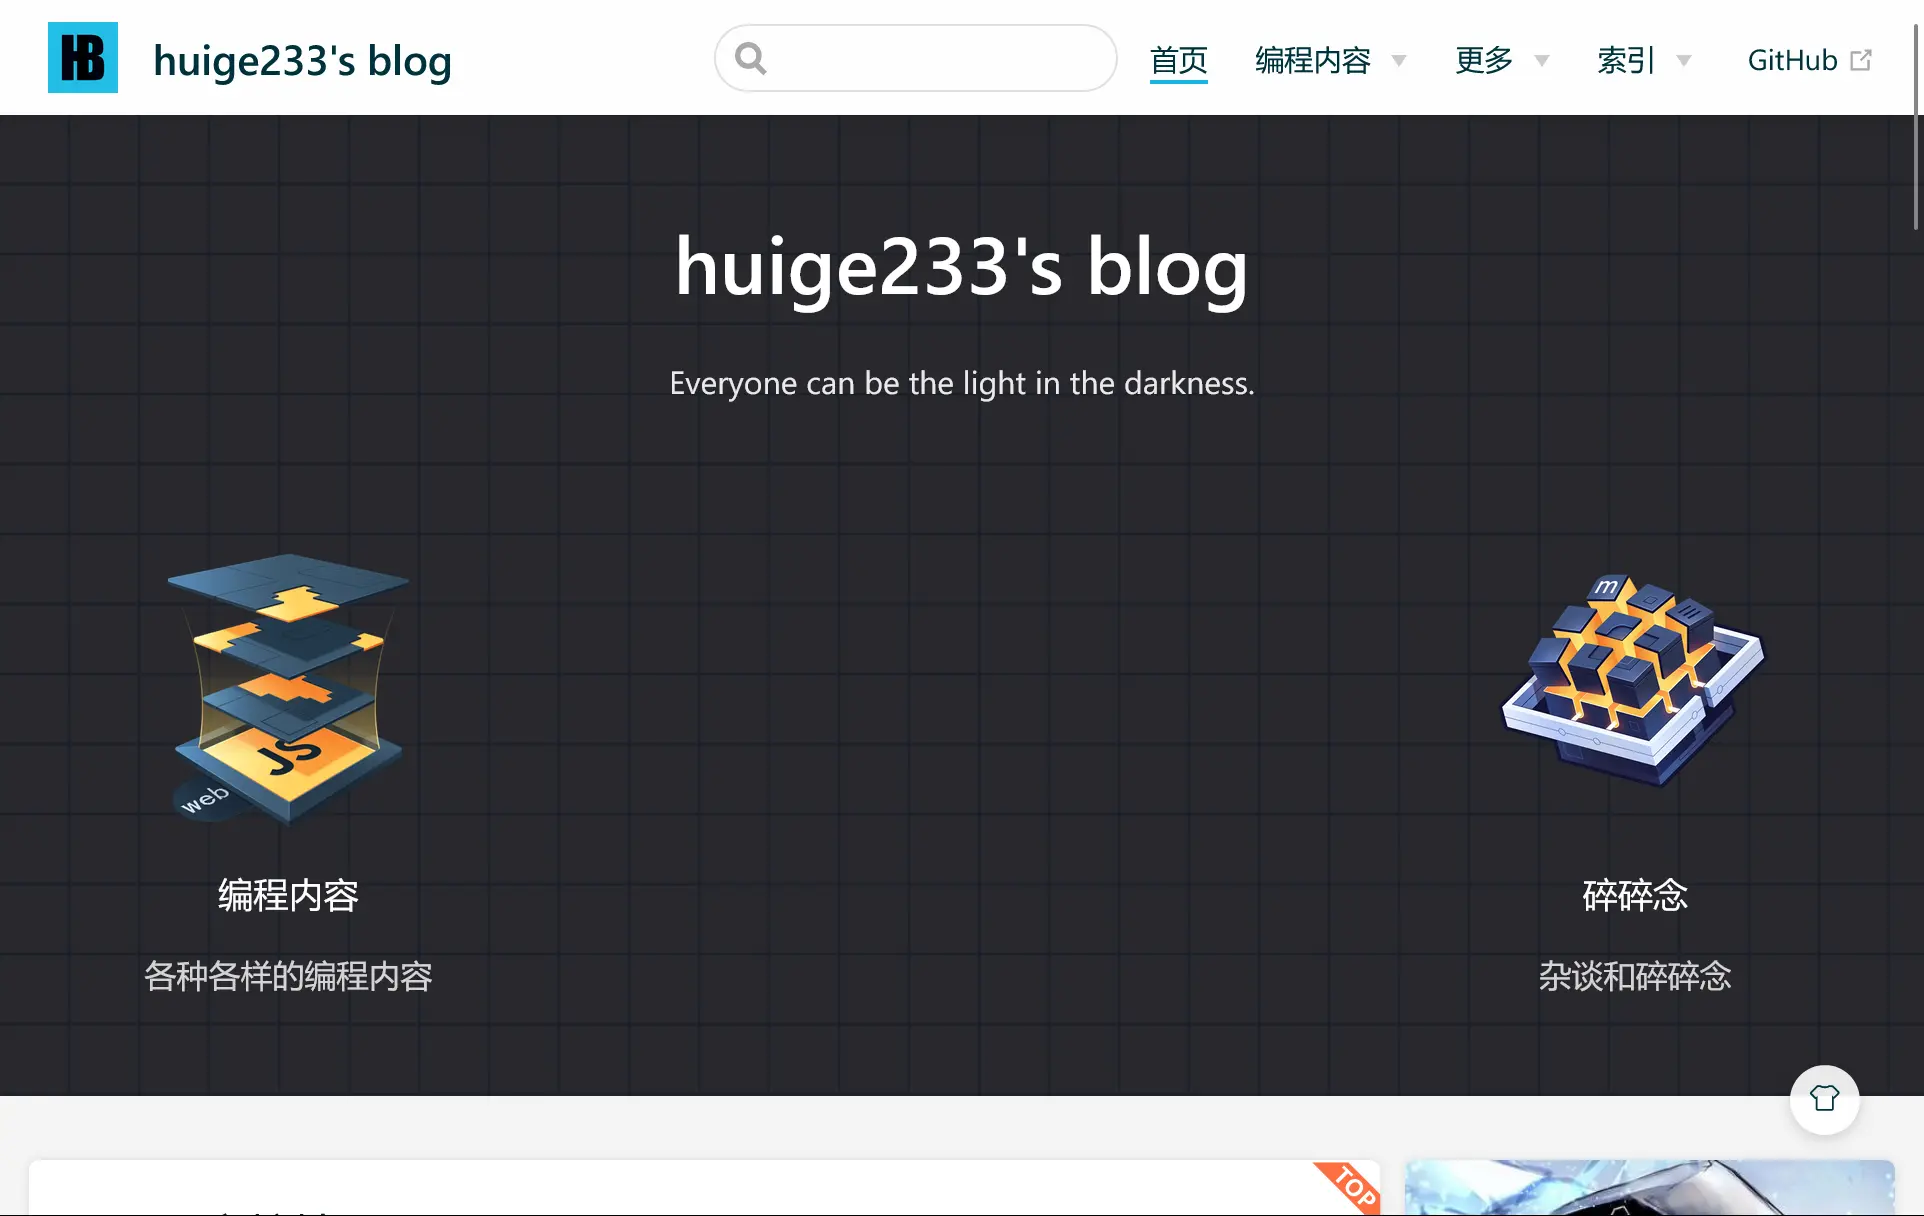 HB huige233's blog 首页 编程内容 更多 索引 GitHub
huige233's blog
Everyone can be the light in the darkness.
m
JS
web
编程内容 碎碎念
各种各样的编程内容 杂谈和碎碎念
TOP